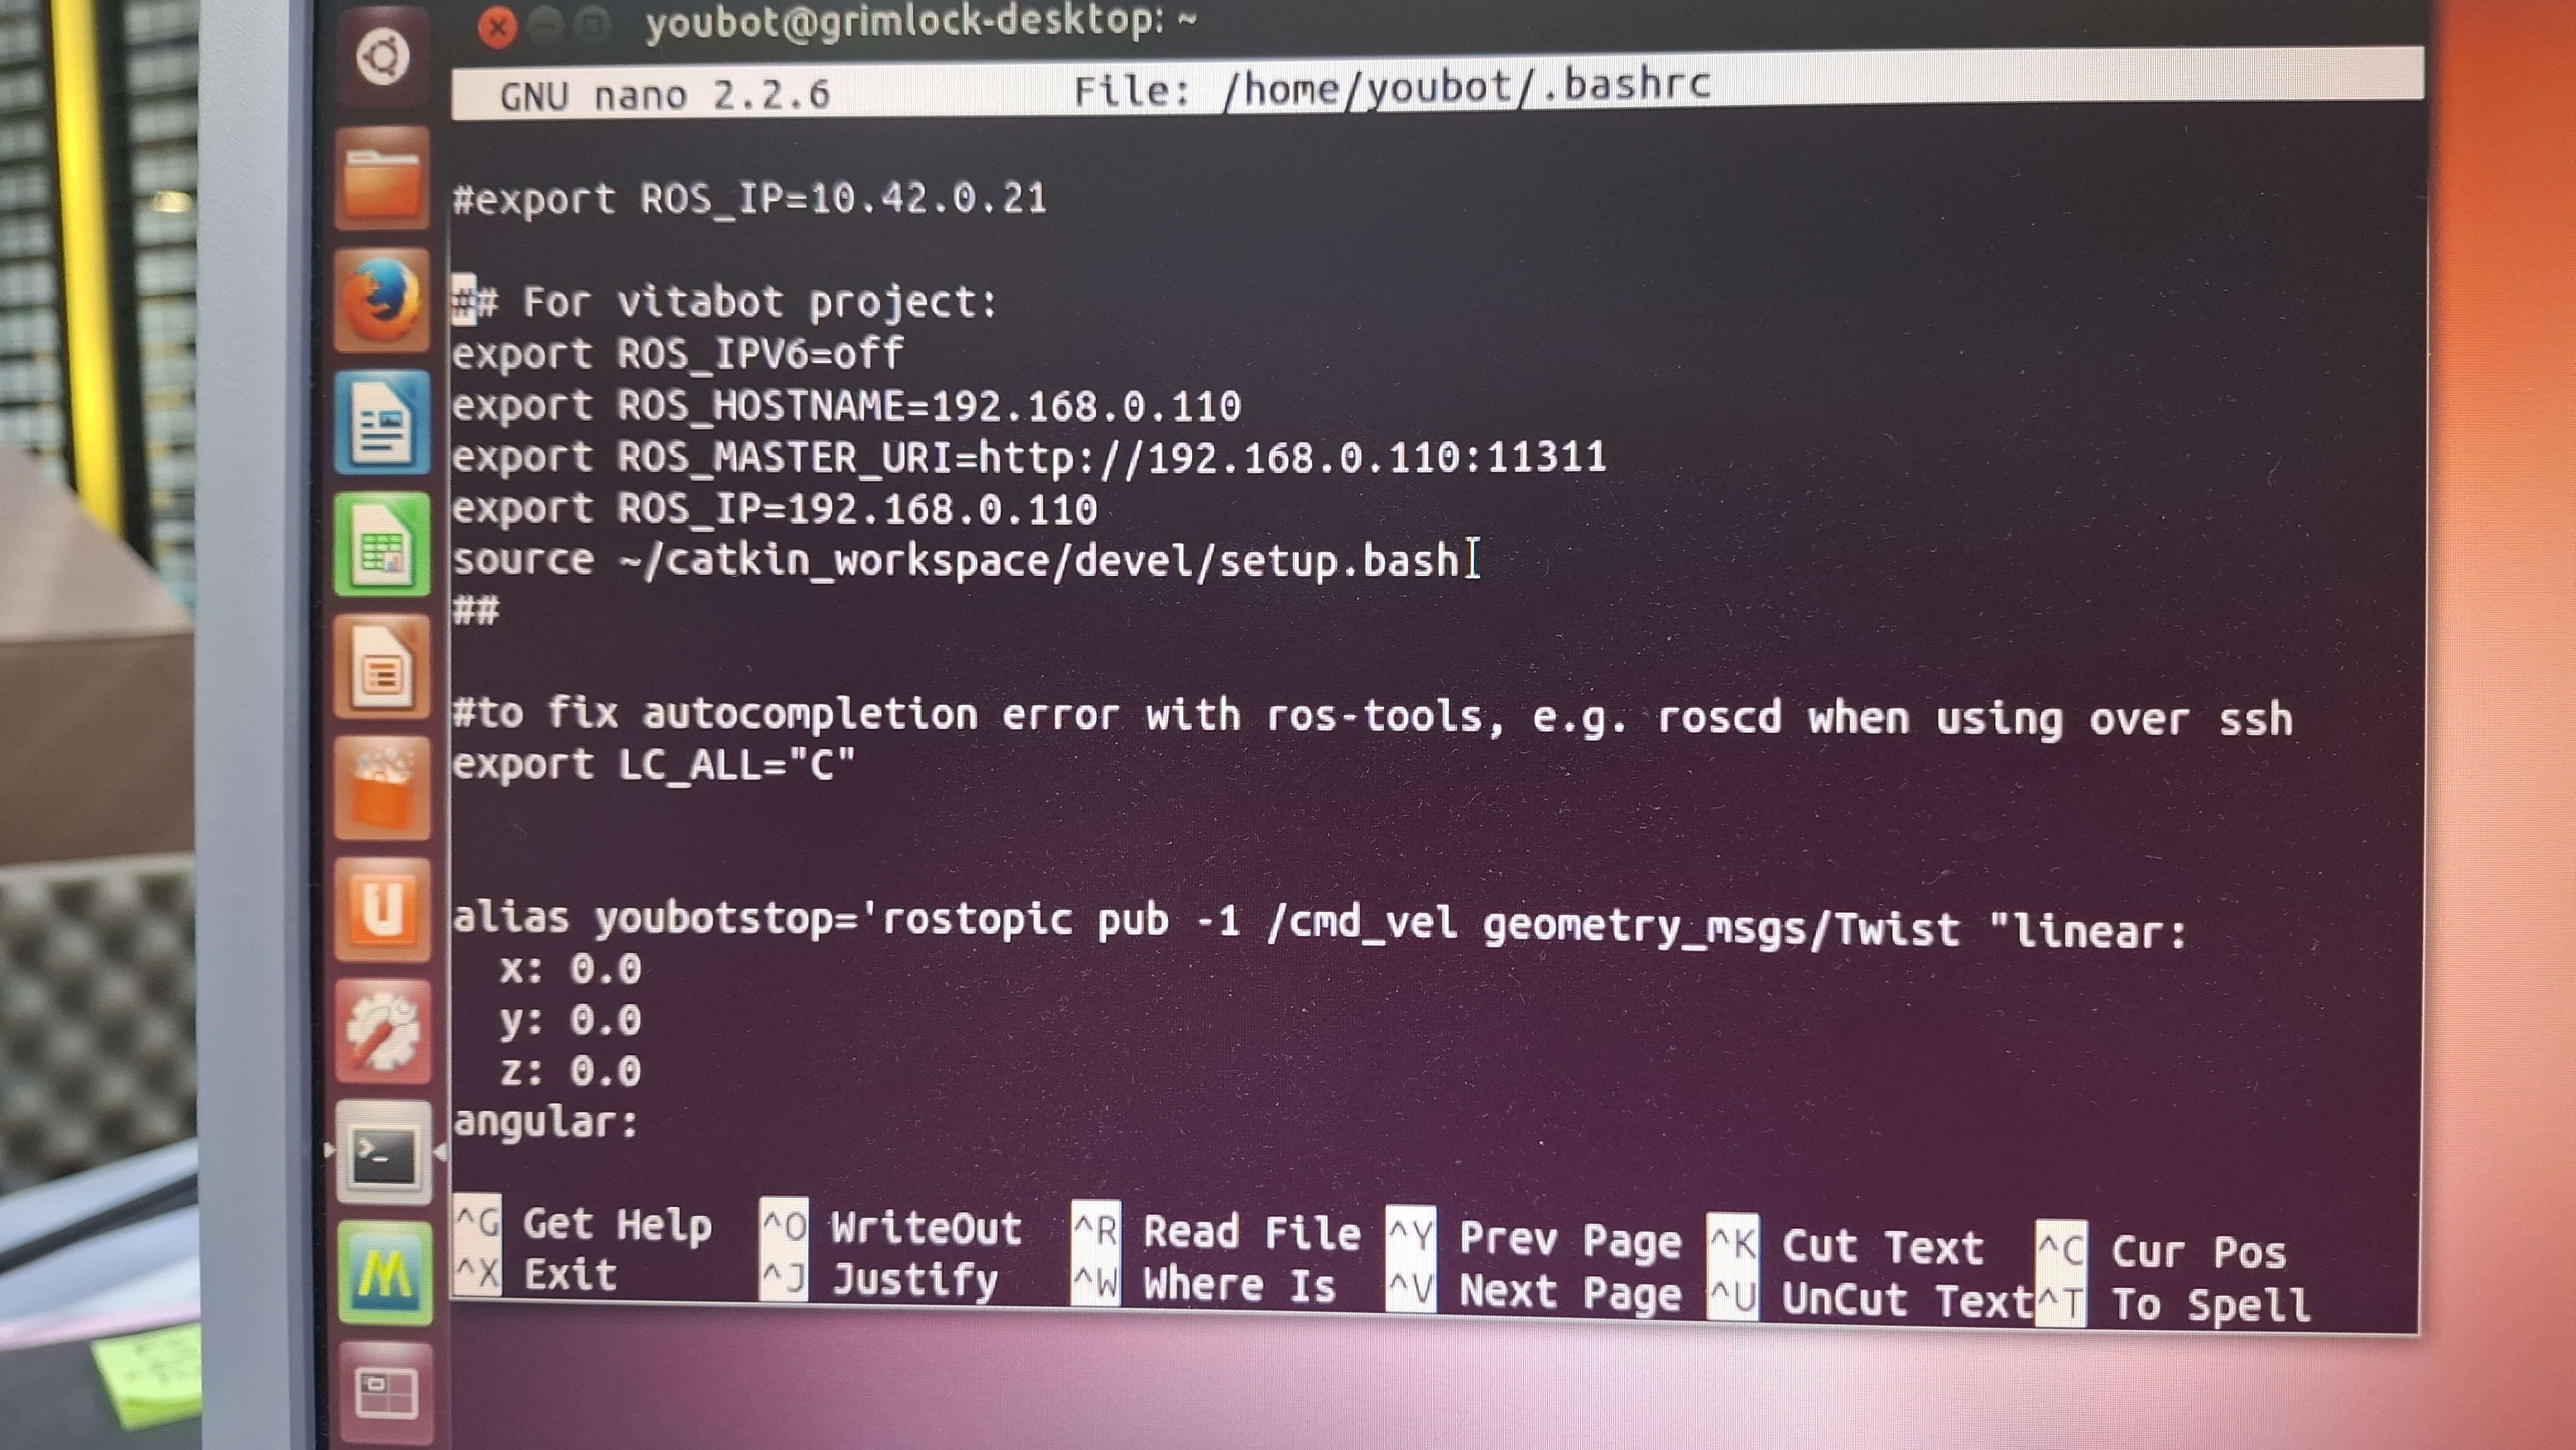 youbot@grimlock-desktop: ~
GNU nano 2.2.6 File: /home/youbot/.bashrc
#export ROS_IP=10.42.0.21
## For vitabot project:
export ROS_IPV6=off
export ROS_HOSTNAME=192.168.0.110
export ROS_MASTER_URI=http://192.168.0.110:11311
export ROS_IP=192.168.0.110
source ~/catkin_workspace/devel/setup.bash
##
#to fix autocompletion error with ros-tools, e.g. roscd when using over ssh
export LC_ALL="C"
alias youbotstop='rostopic pub -1 /cmd_vel geometry_msgs/Twist "linear:
  x: 0.0
  y: 0.0
  z: 0.0
angular:
^G Get Help ^O WriteOut ^R Read File ^Y Prev Page ^K Cut Text ^C Cur Pos
^X Exit ^J Justify ^W Where Is ^V Next Page ^U UnCut Text ^T To Spell